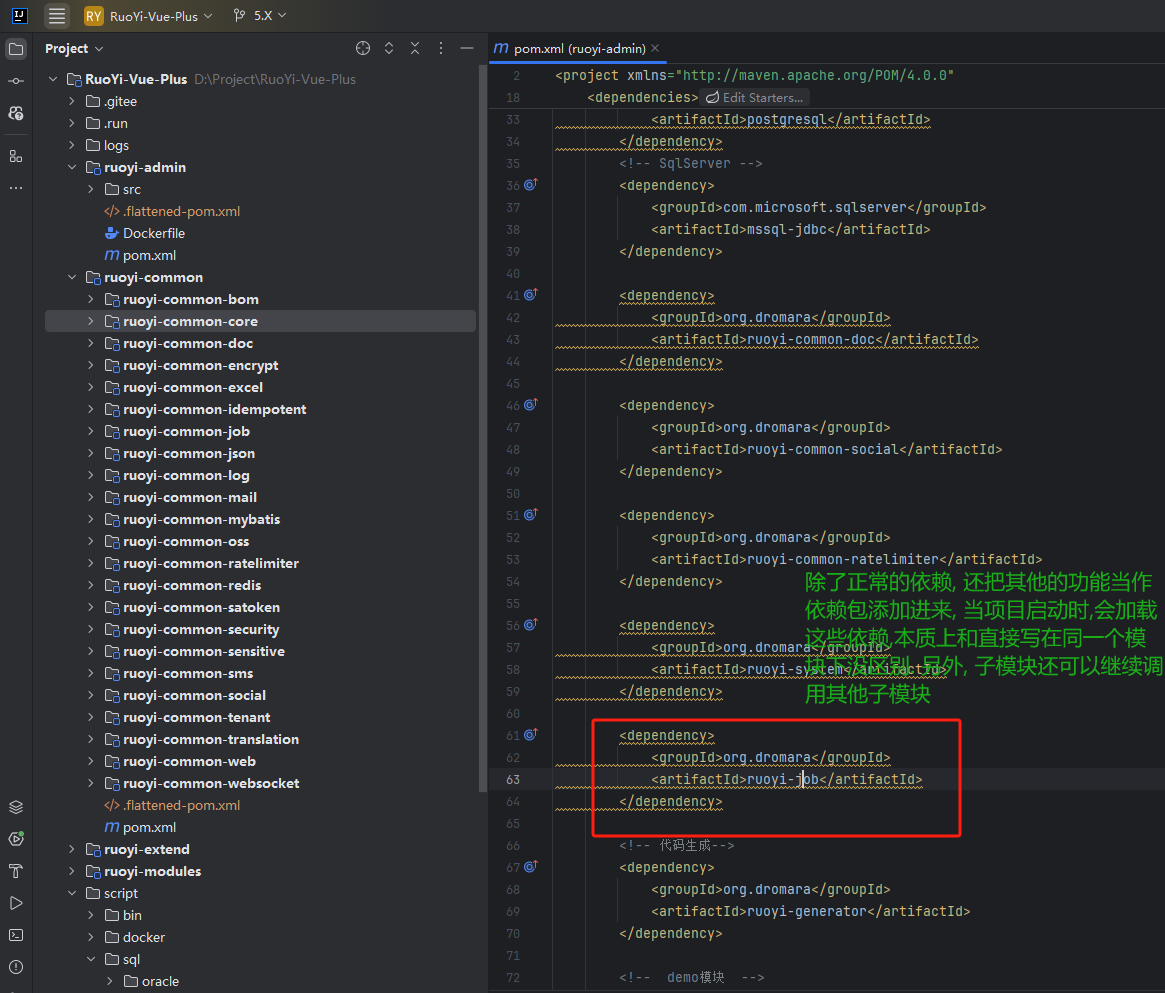 RY RuoYi-Vue-Plus 5.X
Project
pom.xml (ruoyi-admin)
RuoYi-Vue-Plus D:\Project\RuoYi-Vue-Plus
.gitee
.run
logs
ruoyi-admin
src
.flattened-pom.xml
Dockerfile
pom.xml
ruoyi-common
ruoyi-common-bom
ruoyi-common-core
ruoyi-common-doc
ruoyi-common-encrypt
ruoyi-common-excel
ruoyi-common-idempotent
ruoyi-common-job
ruoyi-common-json
ruoyi-common-log
ruoyi-common-mail
ruoyi-common-mybatis
ruoyi-common-oss
ruoyi-common-ratelimiter
ruoyi-common-redis
ruoyi-common-satoken
ruoyi-common-security
ruoyi-common-sensitive
ruoyi-common-sms
ruoyi-common-social
ruoyi-common-tenant
ruoyi-common-translation
ruoyi-common-web
ruoyi-common-websocket
.flattened-pom.xml
pom.xml
ruoyi-extend
ruoyi-modules
script
bin
docker
sql
oracle
2 <project xmlns="http://maven.apache.org/POM/4.0.0"
18 <dependencies> Edit Starters...
33 <artifactId>postgresql</artifactId>
34 </dependency>
35 <!-- SqlServer -->
36 <dependency>
37 <groupId>com.microsoft.sqlserver</groupId>
38 <artifactId>mssql-jdbc</artifactId>
39 </dependency>
40
41 <dependency>
42 <groupId>org.dromara</groupId>
43 <artifactId>ruoyi-common-doc</artifactId>
44 </dependency>
45
46 <dependency>
47 <groupId>org.dromara</groupId>
48 <artifactId>ruoyi-common-social</artifactId>
49 </dependency>
50
51 <dependency>
52 <groupId>org.dromara</groupId>
53 <artifactId>ruoyi-common-ratelimiter</artifactId>
54 </dependency>
55
56 <dependency>
57 <groupId>org.dromara</groupId>
58 <artifactId>ruoyi-system</artifactId>
59 </dependency>
60
61 <dependency>
62 <groupId>org.dromara</groupId>
63 <artifactId>ruoyi-job</artifactId>
64 </dependency>
65
66 <!-- 代码生成-->
67 <dependency>
68 <groupId>org.dromara</groupId>
69 <artifactId>ruoyi-generator</artifactId>
70 </dependency>
71
72 <!-- demo模块 -->
除了正常的依赖, 还把其他的功能当作
依赖包添加进来, 当项目启动时,会加载
这些依赖,本质上和直接写在同一个模
块下没区别, 另外, 子模块还可以继续调
用其他子模块